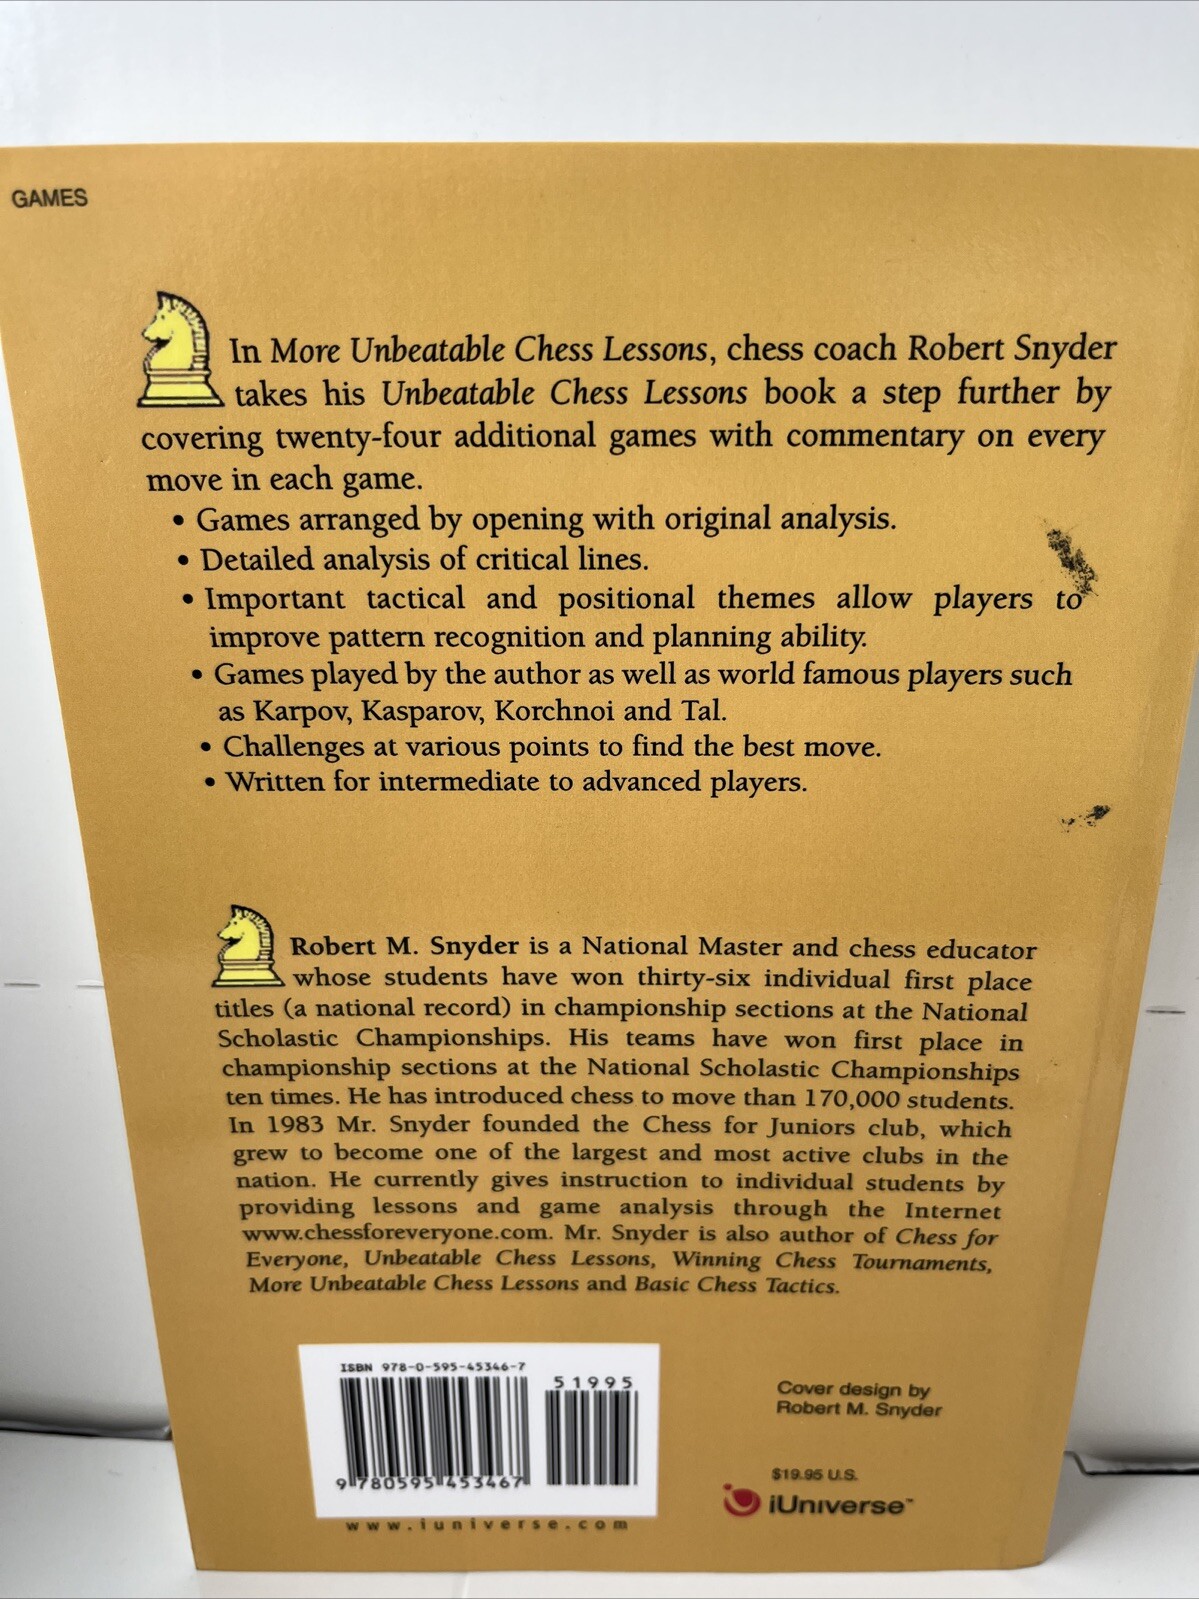 GAMES
In More Unbeatable Chess Lessons, chess coach Robert Snyder
takes his Unbeatable Chess Lessons book a step further by
covering twenty-four additional games with commentary on every
move in each game.
• Games arranged by opening with original analysis.
• Detailed analysis of critical lines.
• Important tactical and positional themes allow players to
improve pattern recognition and planning ability.
• Games played by the author as well as world famous players such
as Karpov, Kasparov, Korchnoi and Tal.
• Challenges at various points to find the best move.
• Written for intermediate to advanced players.
Robert M. Snyder is a National Master and chess educator
whose students have won thirty-six individual first place
titles (a national record) in championship sections at the National
Scholastic Championships. His teams have won first place in
championship sections at the National Scholastic Championships
ten times. He has introduced chess to move than 170,000 students.
In 1983 Mr. Snyder founded the Chess for Juniors club, which
grew to become one of the largest and most active clubs in the
nation. He currently gives instruction to individual students by
providing lessons and game analysis through the Internet
www.chessforeveryone.com. Mr. Snyder is also author of Chess for
Everyone, Unbeatable Chess Lessons, Winning Chess Tournaments,
More Unbeatable Chess Lessons and Basic Chess Tactics.
ISBN 978-0-595-45346-7
51995
9 780595 453467
www.iuniverse.com
Cover design by
Robert M. Snyder
$19.95 U.S.
iUniverse™